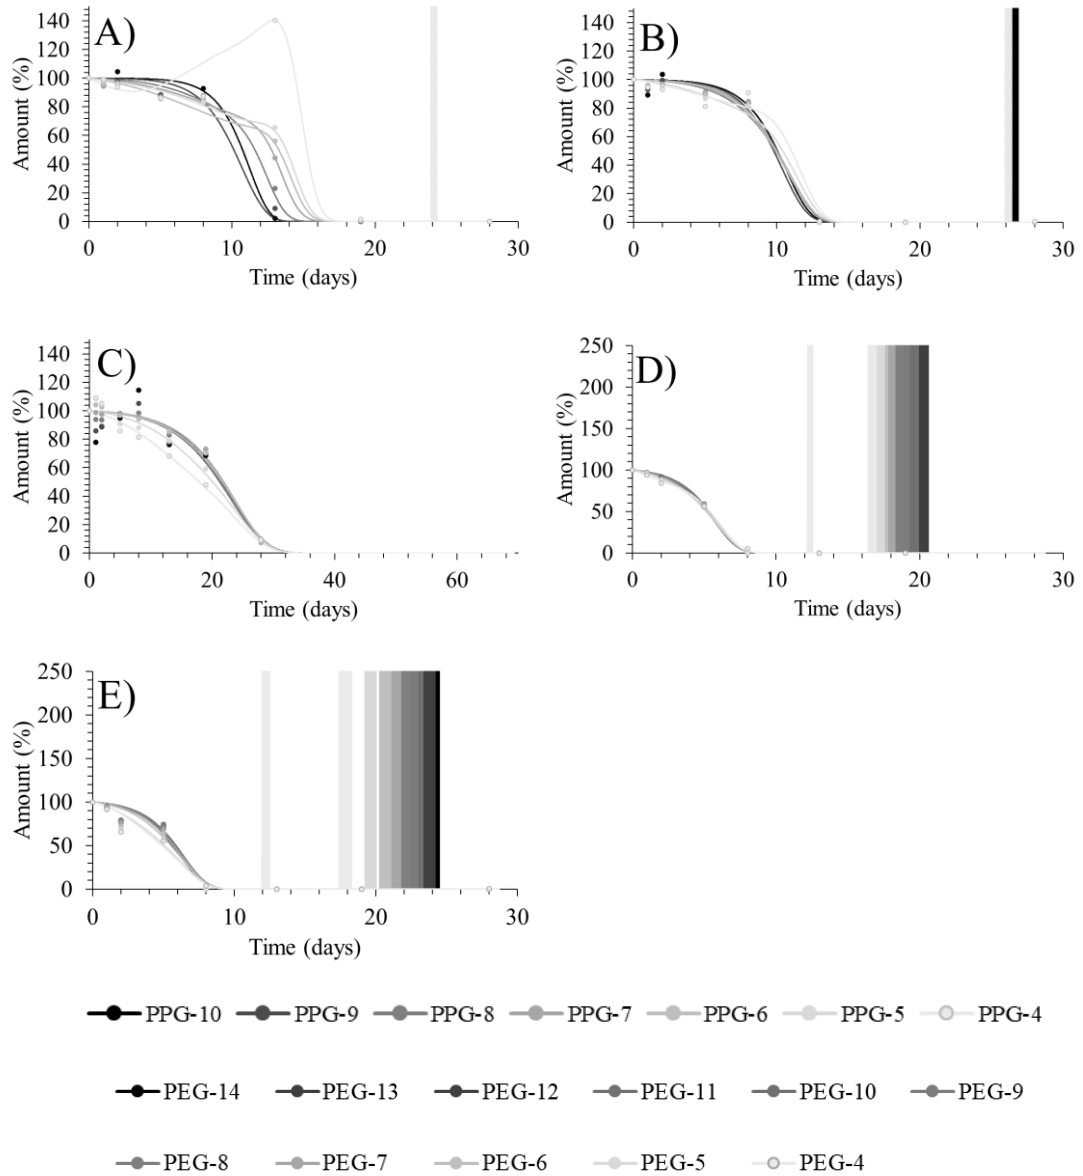 A)
Amount (%)
140
120
100
80
60
40
20
0
0 10 20 30
Time (days)
B)
Amount (%)
140
120
100
80
60
40
20
0
0 10 20 30
Time (days)
C)
Amount (%)
140
120
100
80
60
40
20
0
0 20 40 60
Time (days)
D)
Amount (%)
250
200
150
100
50
0
0 10 20 30
Time (days)
E)
Amount (%)
250
200
150
100
50
0
0 10 20 30
Time (days)
PPG-10 PPG-9 PPG-8 PPG-7 PPG-6 PPG-5 PPG-4
PEG-14 PEG-13 PEG-12 PEG-11 PEG-10 PEG-9
PEG-8 PEG-7 PEG-6 PEG-5 PEG-4